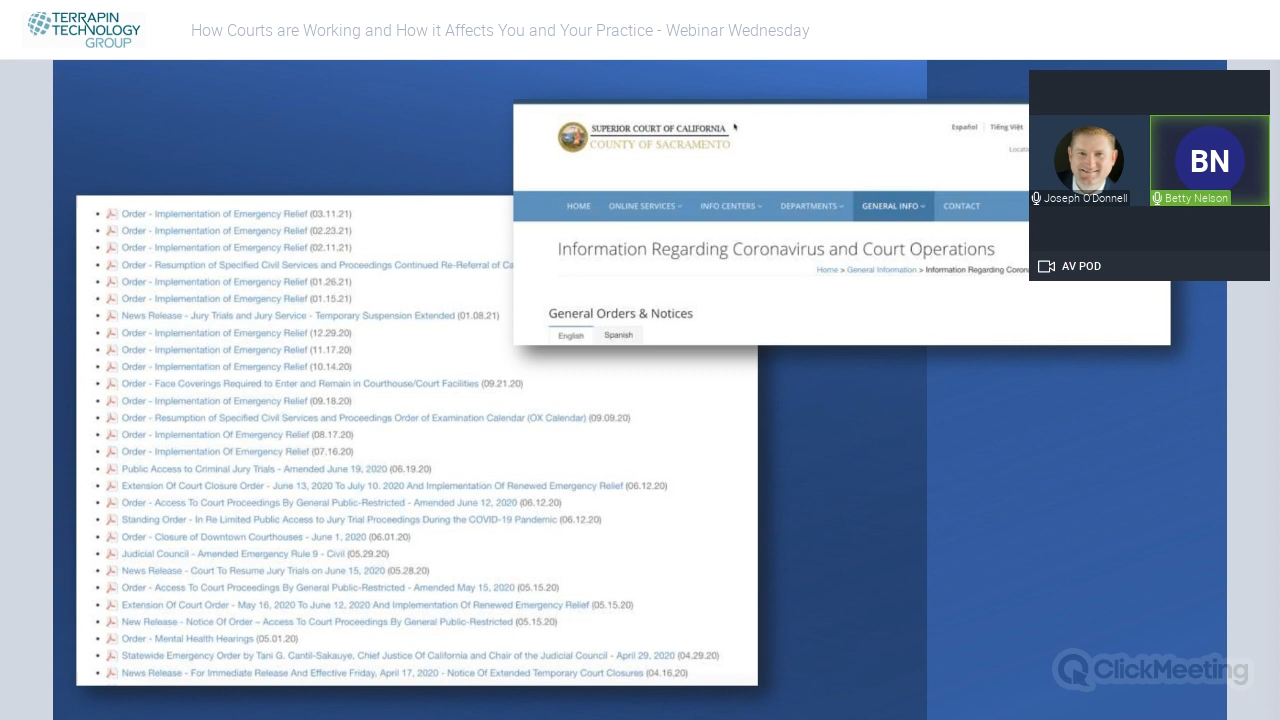 TERRAPIN
TECHNOLOGY
GROUP
How Courts are Working and How it Affects You and Your Practice - Webinar Wednesday
SUPERIOR COURT OF CALIFORNIA
COUNTY OF SACRAMENTO
Español Tiếng Việt
HOME ONLINE SERVICES INFO CENTERS DEPARTMENTS GENERAL INFO CONTACT
Information Regarding Coronavirus and Court Operations
Home > General Information > Information Regarding
General Orders & Notices
English Spanish
BN
Joseph O'Donnell Betty Nelson
AV POD
• Order - Implementation of Emergency Relief (03.11.21)
• Order - Implementation of Emergency Relief (02.23.21)
• Order - Implementation of Emergency Relief (02.11.21)
• Order - Resumption of Specified Civil Services and Proceedings Continued Re-Referral of
• Order - Implementation of Emergency Relief (01.26.21)
• Order - Implementation of Emergency Relief (01.15.21)
• News Release - Jury Trials and Jury Service - Temporary Suspension Extended (01.08.21)
• Order - Implementation of Emergency Relief (12.29.20)
• Order - Implementation of Emergency Relief (11.17.20)
• Order - Implementation of Emergency Relief (10.14.20)
• Order - Face Coverings Required to Enter and Remain in Courthouse/Court Facilities (09.21.20)
• Order - Implementation of Emergency Relief (09.18.20)
• Order - Resumption of Specified Civil Services and Proceedings Order of Examination Calendar (OX Calendar) (09.09.20)
• Order - Implementation Of Emergency Relief (08.17.20)
• Order - Implementation Of Emergency Relief (07.16.20)
• Public Access to Criminal Jury Trials - Amended June 19, 2020 (06.19.20)
• Extension Of Court Closure Order - June 13, 2020 To July 10. 2020 And Implementation Of Renewed Emergency Relief (06.12.20)
• Order - Access To Court Proceedings By General Public-Restricted - Amended June 12, 2020 (06.12.20)
• Standing Order - In Re Limited Public Access to Jury Trial Proceedings During the COVID-19 Pandemic (06.12.20)
• Order - Closure of Downtown Courthouses - June 1, 2020 (06.01.20)
• Judicial Council - Amended Emergency Rule 9 - Civil (05.29.20)
• News Release - Court To Resume Jury Trials on June 15, 2020 (05.28.20)
• Order - Access To Court Proceedings By General Public-Restricted - Amended May 15, 2020 (05.15.20)
• Extension Of Court Order - May 16, 2020 To June 12, 2020 And Implementation Of Renewed Emergency Relief (05.15.20)
• New Release - Notice Of Order – Access To Court Proceedings By General Public-Restricted (05.15.20)
• Order - Mental Health Hearings (05.01.20)
• Statewide Emergency Order by Tani G. Cantil-Sakauye, Chief Justice Of California and Chair of the Judicial Council - April 29, 2020 (04.29.20)
• News Release - For Immediate Release And Effective Friday, April 17, 2020 - Notice Of Extended Temporary Court Closures (04.16.20)
ClickMeeting